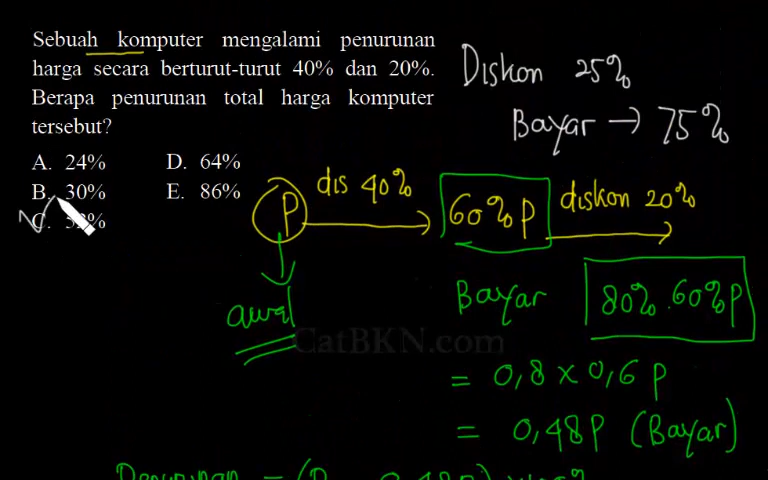 Sebuah komputer mengalami penurunan
harga secara berturut-turut 40% dan 20%.
Berapa penurunan total harga komputer
tersebut?
A. 24% D. 64%
B. 30% E. 86%
C.
Diskon 25%
Bayar → 75%
P dis 40% 60% P diskon 20%
awal
Bayar 80% . 60% P
= 0,8 x 0,6 P
= 0,48 P (Bayar)
Penurunan = (P
CatBKN.com